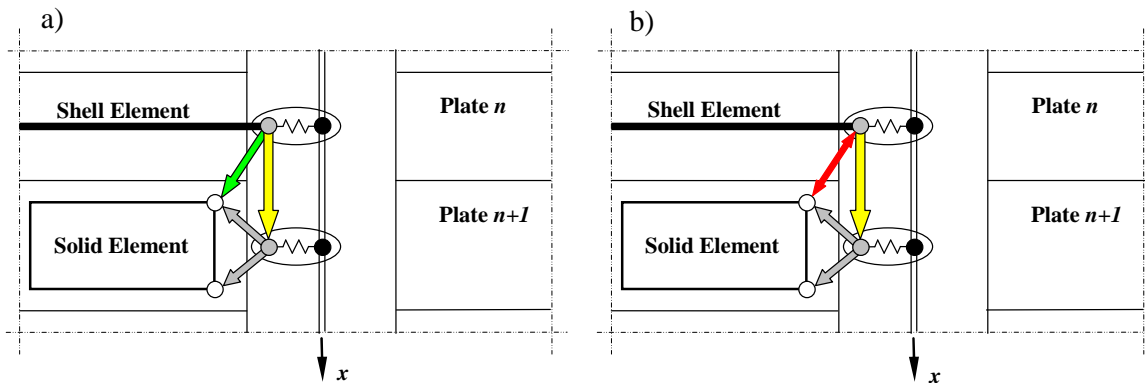 a)
Shell Element
Plate n
Plate n+1
Solid Element
x
b)
Shell Element
Plate n
Plate n+1
Solid Element
x